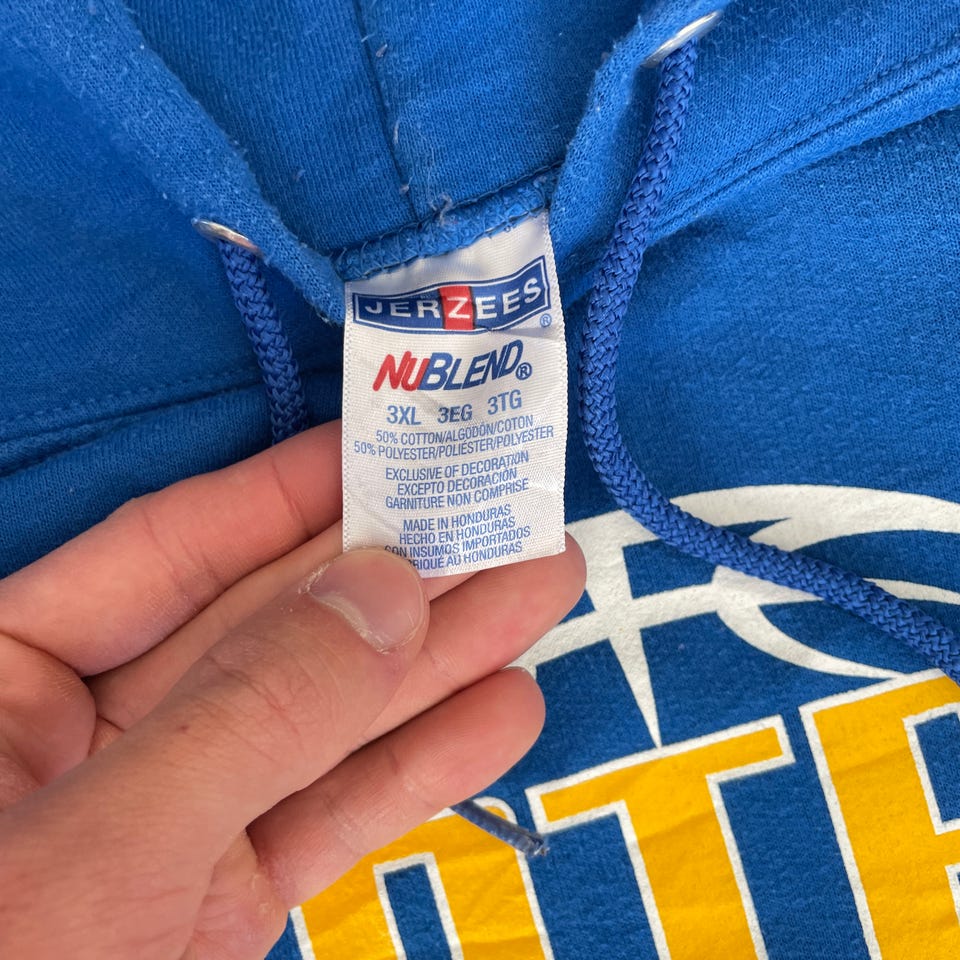 JERZEES®
NUBLEND®
3XL 3EG 3TG
50% COTTON/ALGODÓN/COTON
50% POLYESTER/POLIÉSTER/POLYESTER
EXCLUSIVE OF DECORATION
EXCEPTO DECORACIÓN
GARNITURE NON COMPRISE
MADE IN HONDURAS
HECHO EN HONDURAS
CON INSUMOS IMPORTADOS
RIQUÉ AU HONDURAS